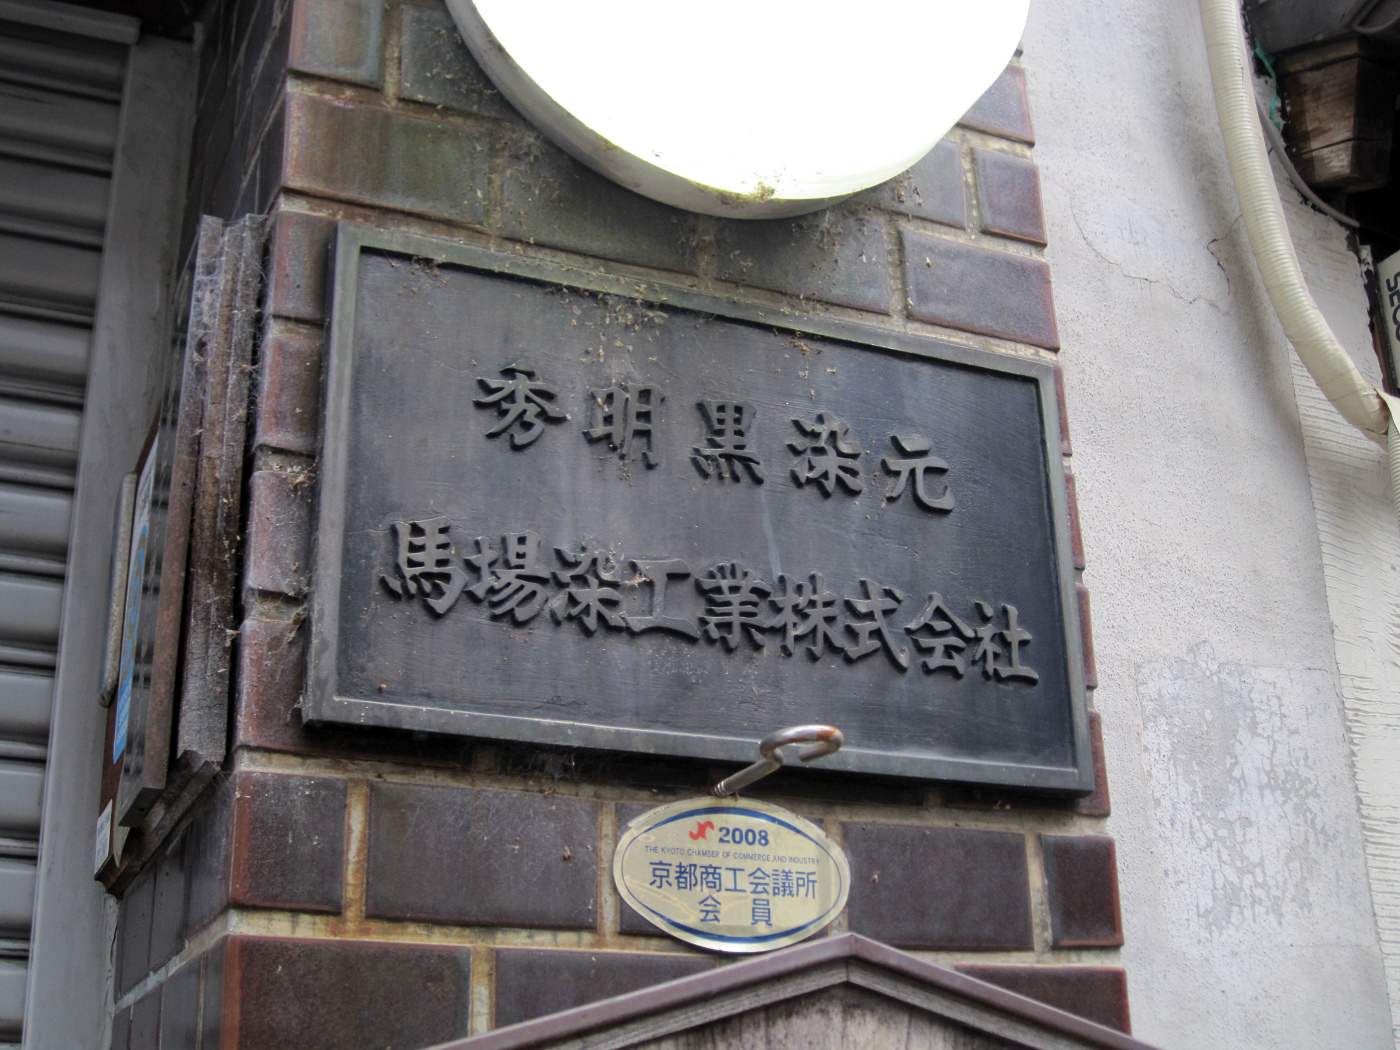 秀明黒染元
馬場染工業株式会社
2008
THE KYOTO CHAMBER OF COMMERCE AND INDUSTRY
京都商工会議所
会員